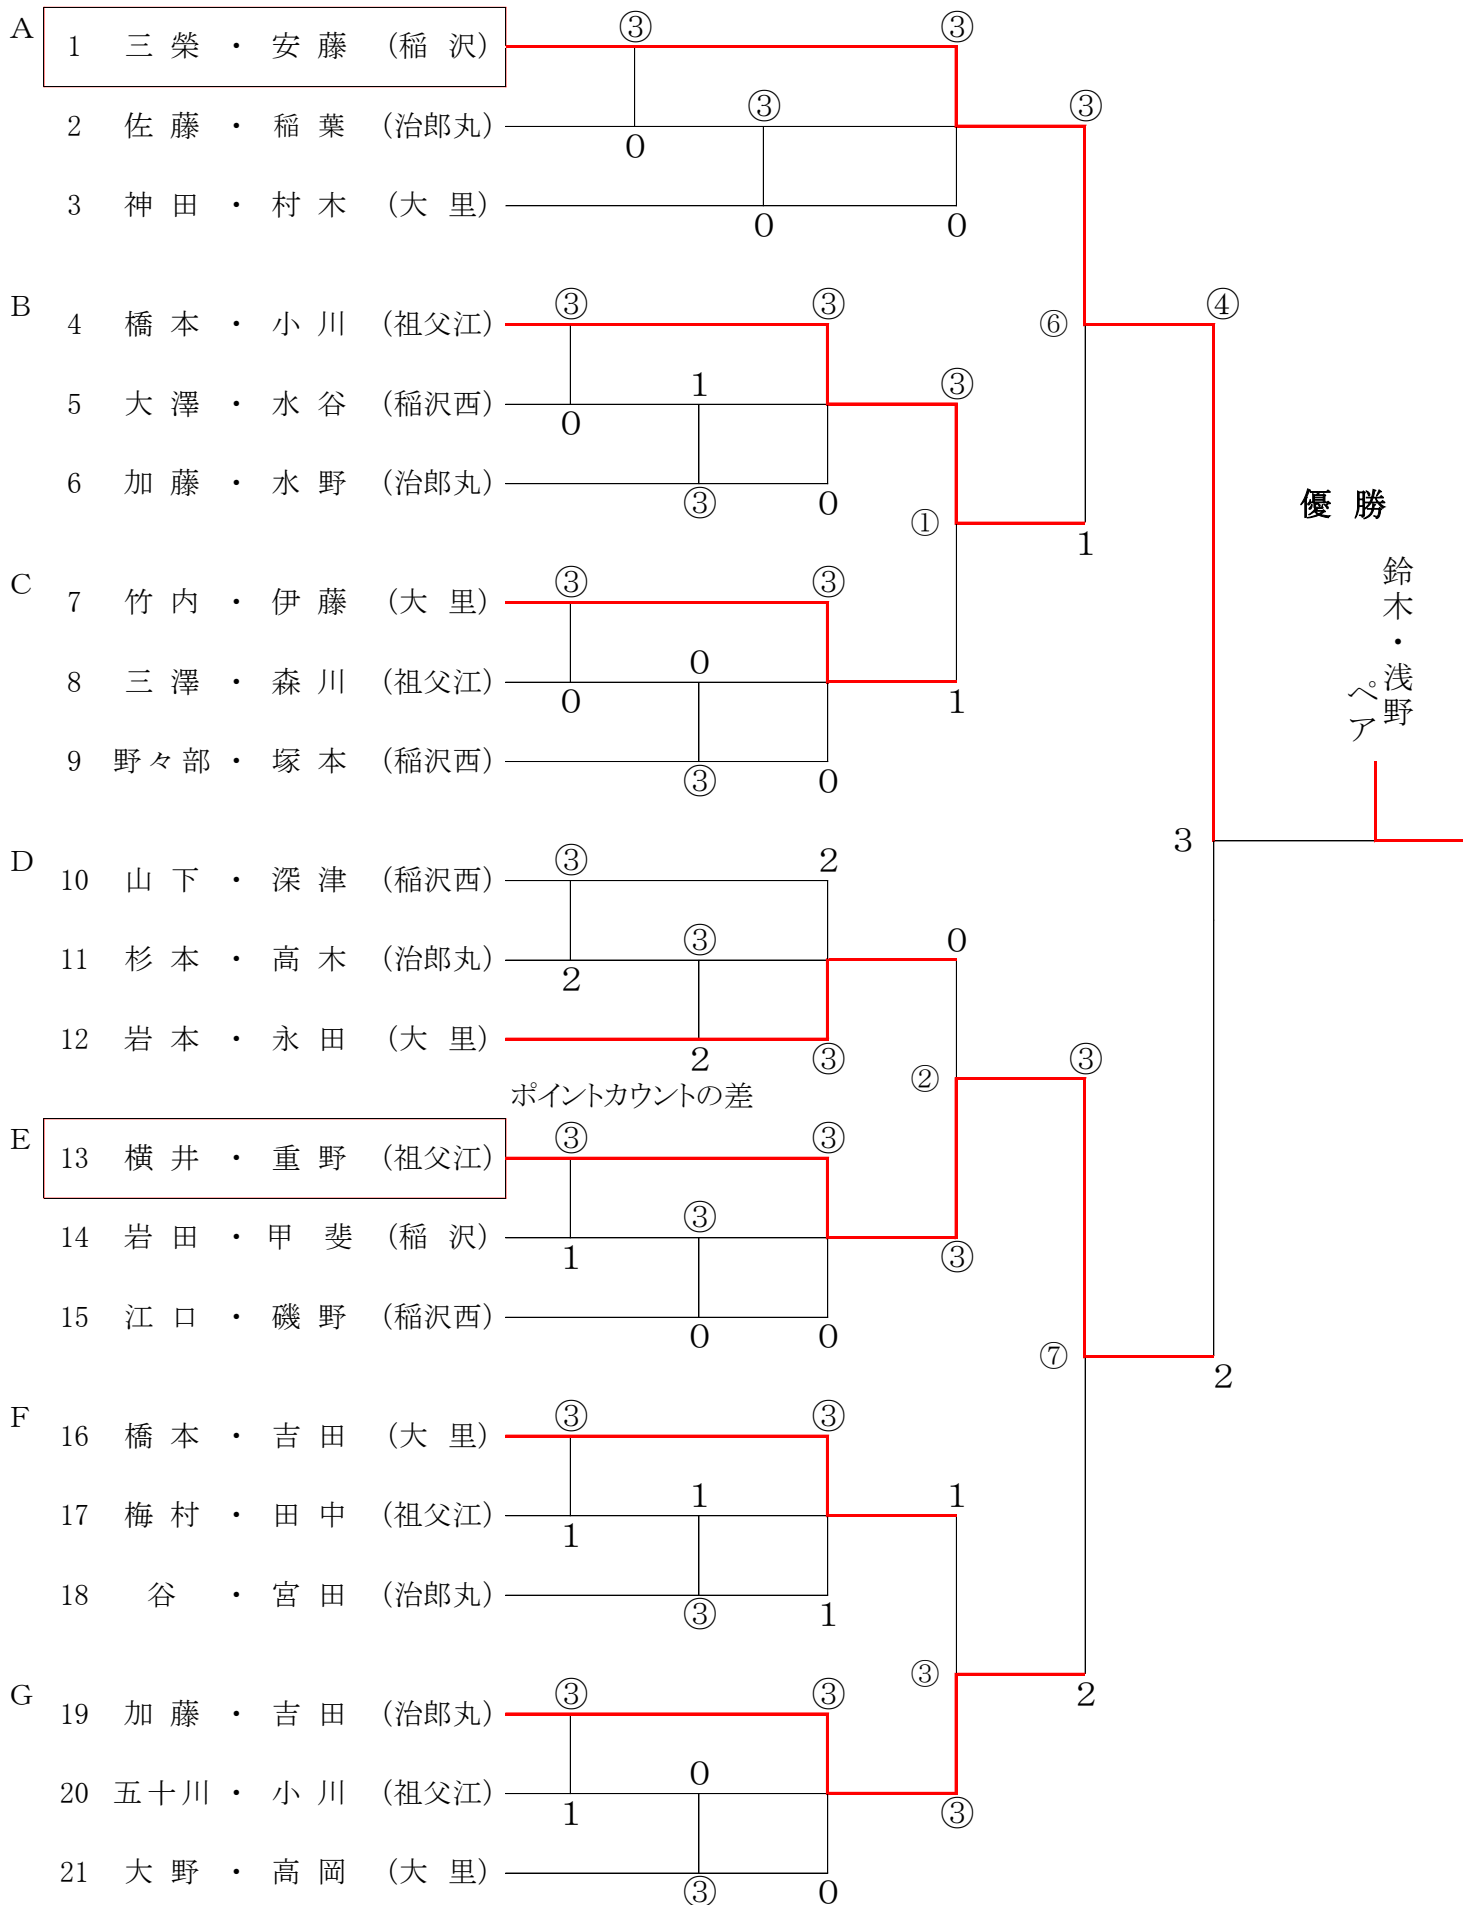 ③ ③
A 1 三榮・安藤 (稲沢)
③ ③
2 佐藤・稲葉 (治郎丸)
0
3 神田・村木 (大里)
0 0
③ ③ ④
B 4 橋本・小川 (祖父江) ⑥
1 ③
5 大澤・水谷 (稲沢西)
0
6 加藤・水野 (治郎丸)
③ 0
優勝
①
1
鈴木・浅野
ペア
③ ③
C 7 竹内・伊藤 (大里)
0
8 三澤・森川 (祖父江)
0 1
9 野々部・塚本 (稲沢西)
③ 0
3
③ 2
D 10 山下・深津 (稲沢西)
③ 0
11 杉本・高木 (治郎丸)
2
12 岩本・永田 (大里)
2 ③ ③
②
ポイントカウントの差
③ ③
E 13 横井・重野 (祖父江)
③
14 岩田・甲斐 (稲沢)
1 ③
15 江口・磯野 (稲沢西)
0 0
⑦
2
③ ③
F 16 橋本・吉田 (大里)
1 1
17 梅村・田中 (祖父江)
1
18 谷・宮田 (治郎丸)
③ 1
③
2
③ ③
G 19 加藤・吉田 (治郎丸)
0
20 五十川・小川 (祖父江)
1 ③
21 大野・高岡 (大里)
③ 0